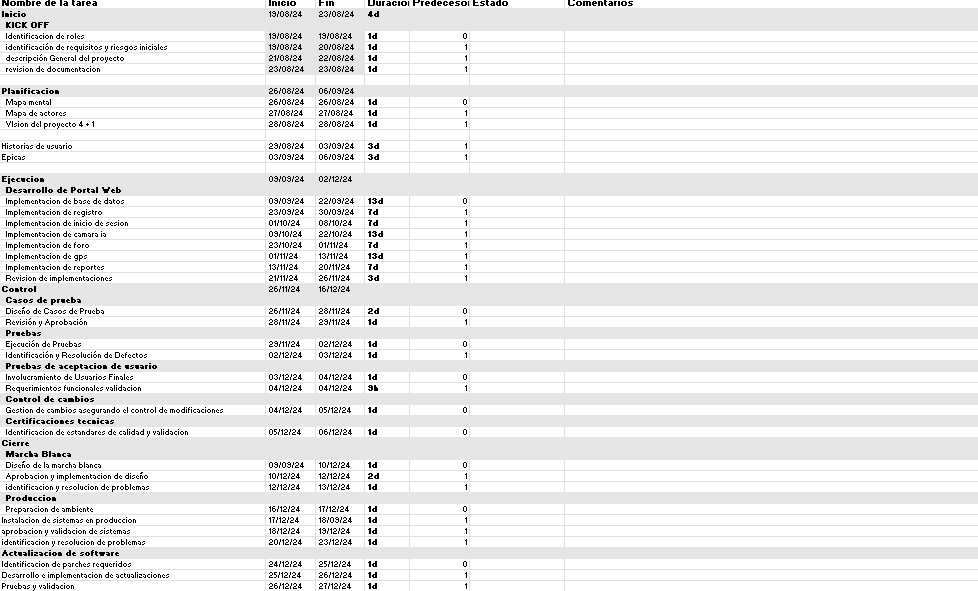 Nombre de la tarea Inicio Fin Duracio Predeceso Estado Comentarios
Inicio 19/08/24 23/08/24 4d
KICK OFF
Identificacion de roles 19/08/24 19/08/24 1d 0
identificación de requisitos y riesgos iniciales 19/08/24 20/08/24 1d 1
descripción General del proyecto 21/08/24 22/08/24 1d 1
revision de documentacion 23/08/24 23/08/24 1d 1
Planificacion 26/08/24 06/09/24
Mapa mental 26/08/24 26/08/24 1d 0
Mapa de actores 27/08/24 27/08/24 1d 1
VIsion del proyecto 4 + 1 28/08/24 28/08/24 1d 1
Historias de usuario 29/08/24 03/09/24 3d 1
Epicas 03/09/24 06/09/24 3d 1
Ejecucion 09/09/24 02/12/24
Desarrollo de Portal Web
Implementacion de base de datos 09/09/24 22/09/24 13d 0
Implementacion de registro 23/09/24 30/09/24 7d 1
Implementacion de inicio de sesion 01/10/24 08/10/24 7d 1
Implementacion de camara ia 09/10/24 22/10/24 13d 1
Implementacion de foro 23/10/24 01/11/24 7d 1
Implementacion de gps 01/11/24 13/11/24 13d 1
Implementacion de reportes 13/11/24 20/11/24 7d 1
Revision de implementaciones 21/11/24 26/11/24 3d 1
Control 26/11/24 16/12/24
Casos de prueba
Diseño de Casos de Prueba 26/11/24 28/11/24 2d 0
Revisión y Aprobación 28/11/24 29/11/24 1d 1
Pruebas
Ejecución de Pruebas 29/11/24 02/12/24 1d 0
Identificación y Resolución de Defectos 02/12/24 03/12/24 1d 1
Pruebas de aceptacion de usuario
Involucramiento de Usuarios Finales 03/12/24 04/12/24 1d 0
Requerimientos funcionales validacion 04/12/24 04/12/24 9h 1
Control de cambios
Gestion de cambios asegurando el control de modificaciones 04/12/24 05/12/24 1d 0
Certificaciones tecnicas
Identificacion de estandares de calidad y validacion 05/12/24 06/12/24 1d 0
Cierre
Marcha Blanca
Diseño de la marcha blanca 09/09/24 10/12/24 1d 0
Aprobacion y implementacion de diseño 10/12/24 12/12/24 2d 1
identificacion y resolucion de problemas 12/12/24 13/12/24 1d 1
Produccion
Preparacion de ambiente 16/12/24 17/12/24 1d 0
Instalacion de sistemas en produccion 17/12/24 18/09/24 1d 1
aprobacion y validacion de sistemas 18/12/24 19/12/24 1d 1
identificacion y resolucion de problemas 20/12/24 23/12/24 1d 1
Actualizacion de software
Identificacion de parches requeridos 24/12/24 25/12/24 1d 0
Desarrollo e implementacion de actualizaciones 25/12/24 26/12/24 1d 1
Pruebas y validacion 26/12/24 27/12/24 1d 1